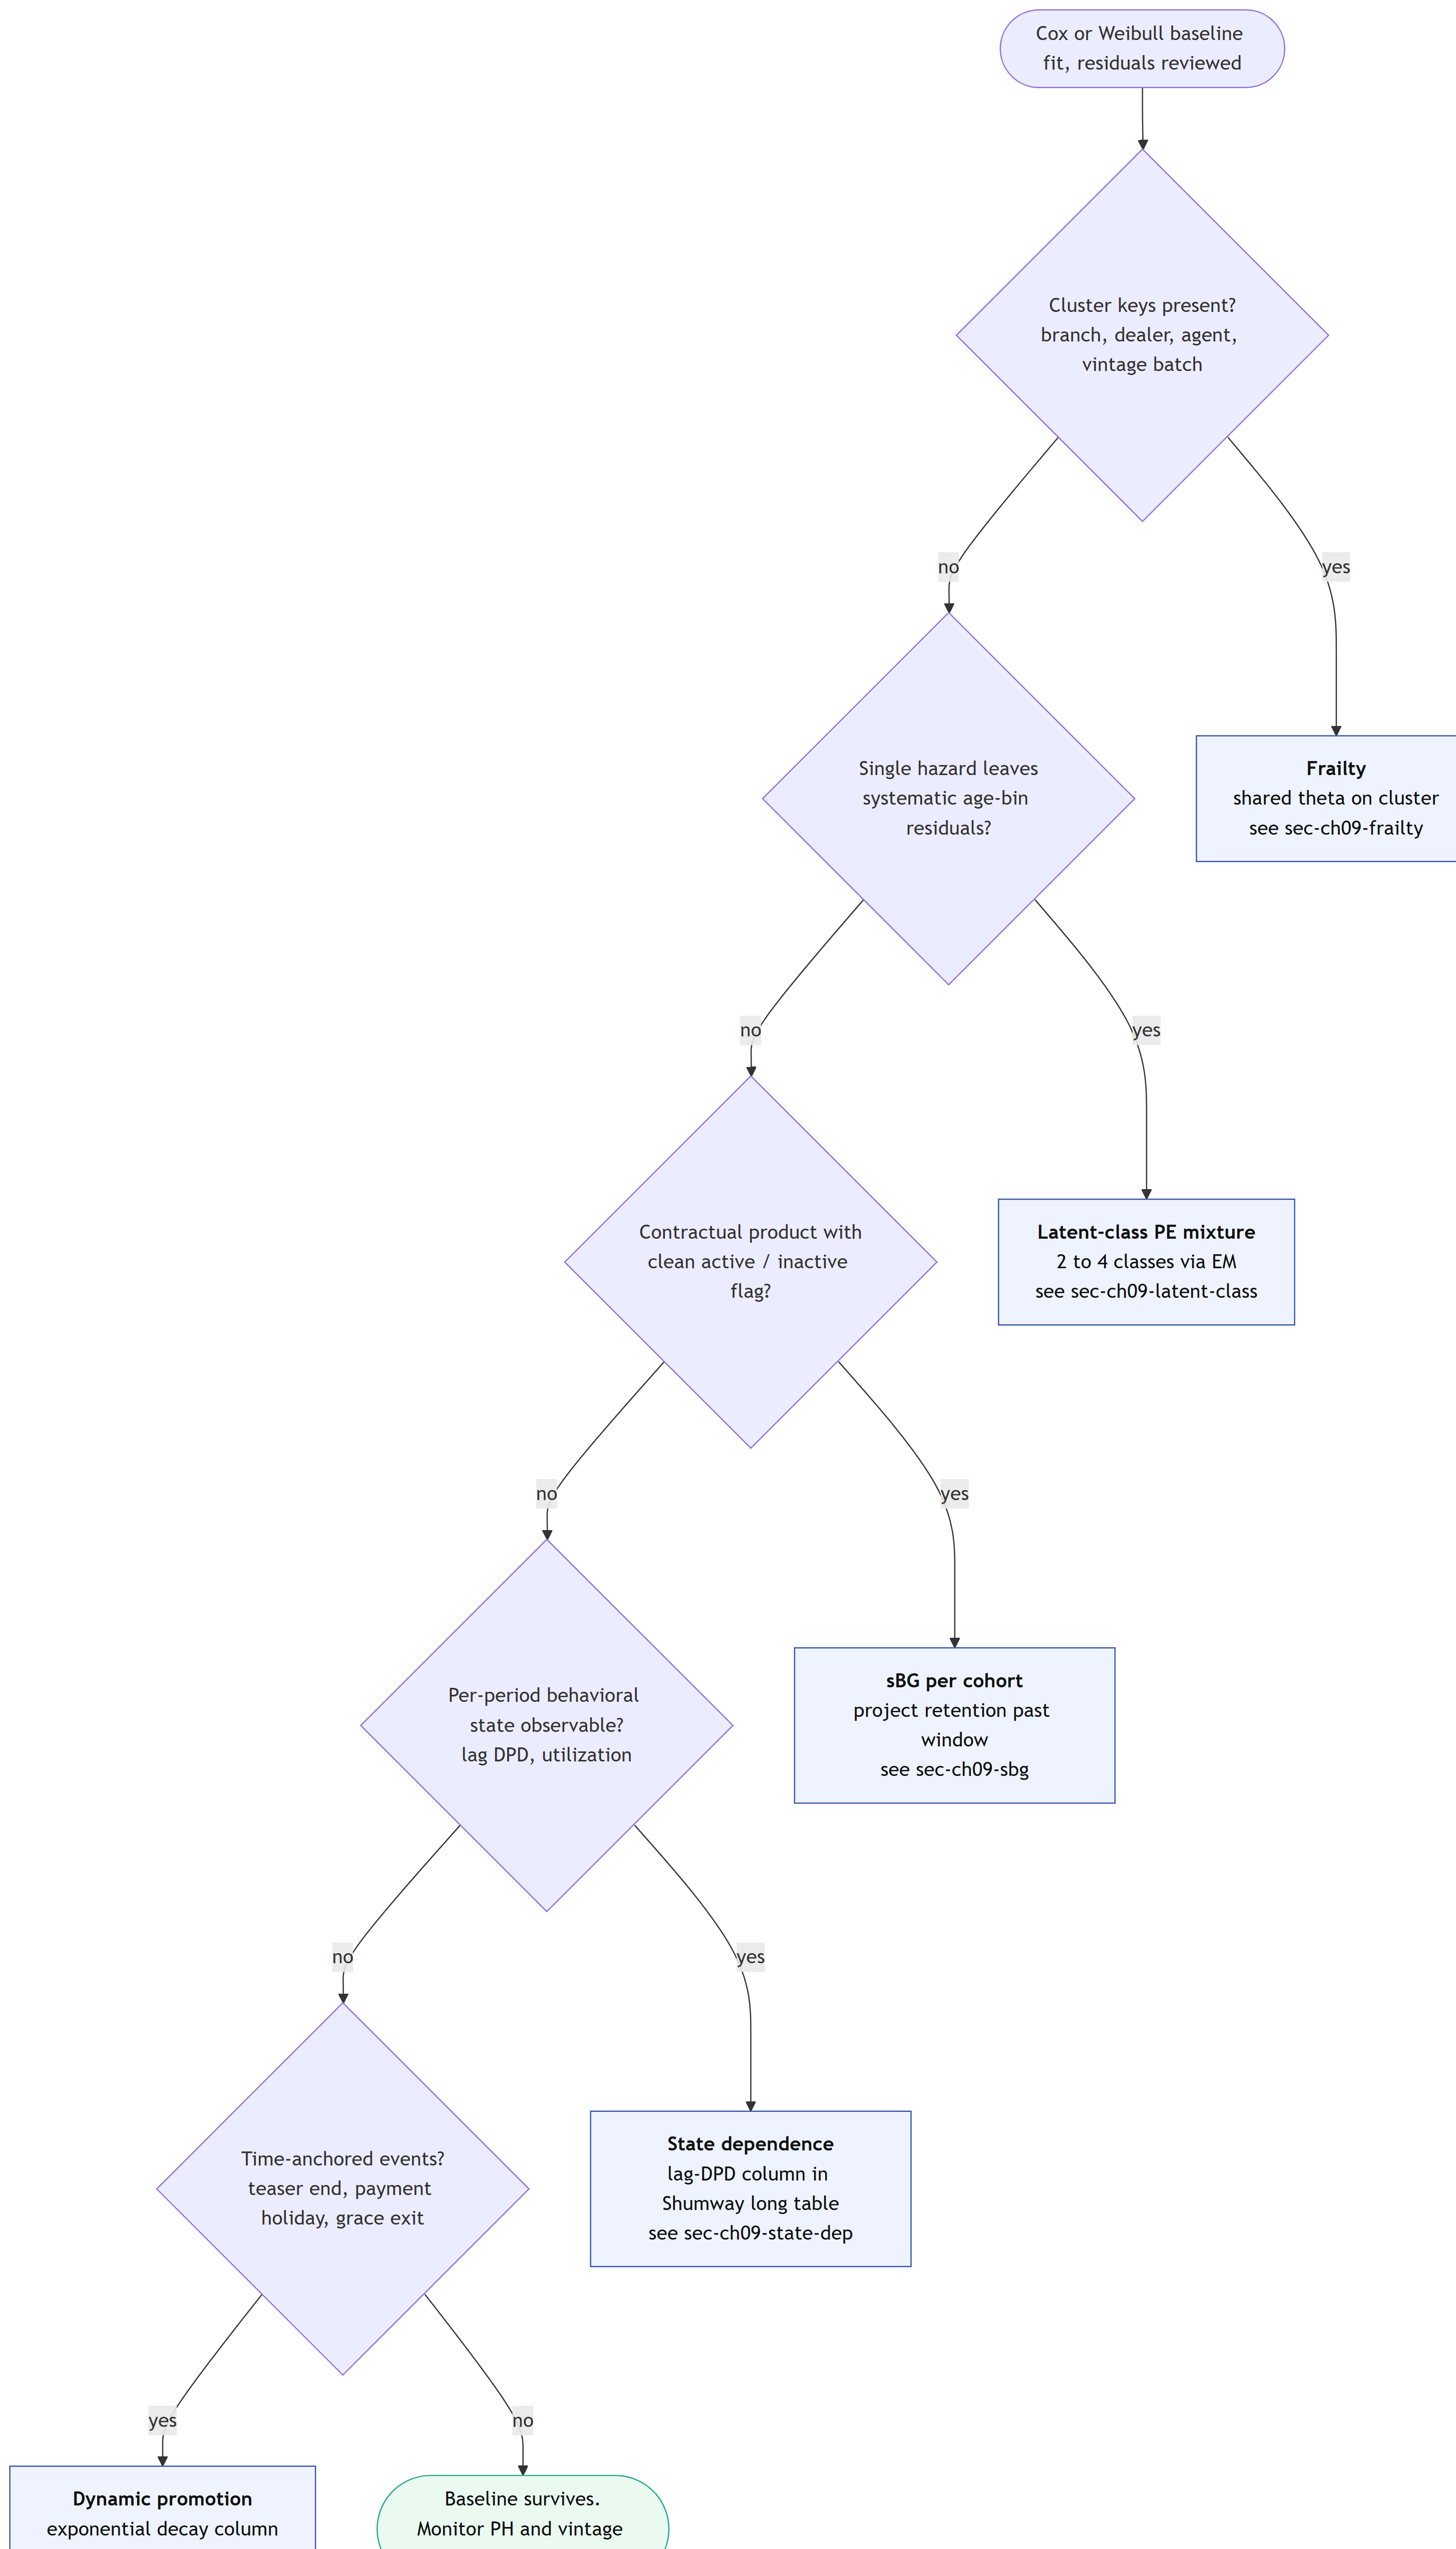 Cox or Weibull baseline
fit, residuals reviewed
Cluster keys present?
branch, dealer, agent,
vintage batch
no
yes
Single hazard leaves
systematic age-bin
residuals?
Frailty
shared theta on cluster
see sec-ch09-frailty
no
yes
Contractual product with
clean active / inactive
flag?
Latent-class PE mixture
2 to 4 classes via EM
see sec-ch09-latent-class
no
yes
Per-period behavioral
state observable?
lag DPD, utilization
sBG per cohort
project retention past
window
see sec-ch09-sbg
no
yes
Time-anchored events?
teaser end, payment
holiday, grace exit
State dependence
lag-DPD column in
Shumway long table
see sec-ch09-state-dep
yes
no
Dynamic promotion
exponential decay column
Baseline survives.
Monitor PH and vintage